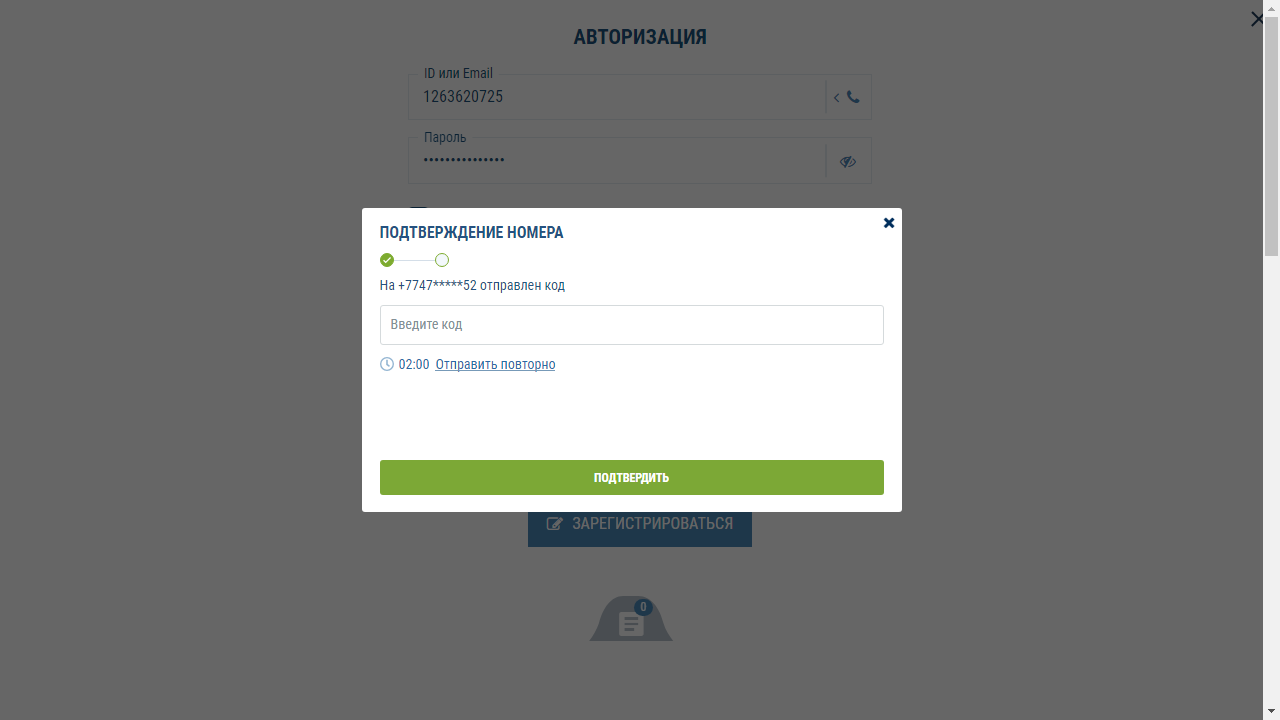 АВТОРИЗАЦИЯ
ID или Email
1263620725
Пароль
•••••••••••••••
ПОДТВЕРЖДЕНИЕ НОМЕРА
На +7747*****52 отправлен код
Введите код
02:00 Отправить повторно
ПОДТВЕРДИТЬ
ЗАРЕГИСТРИРОВАТЬСЯ
0